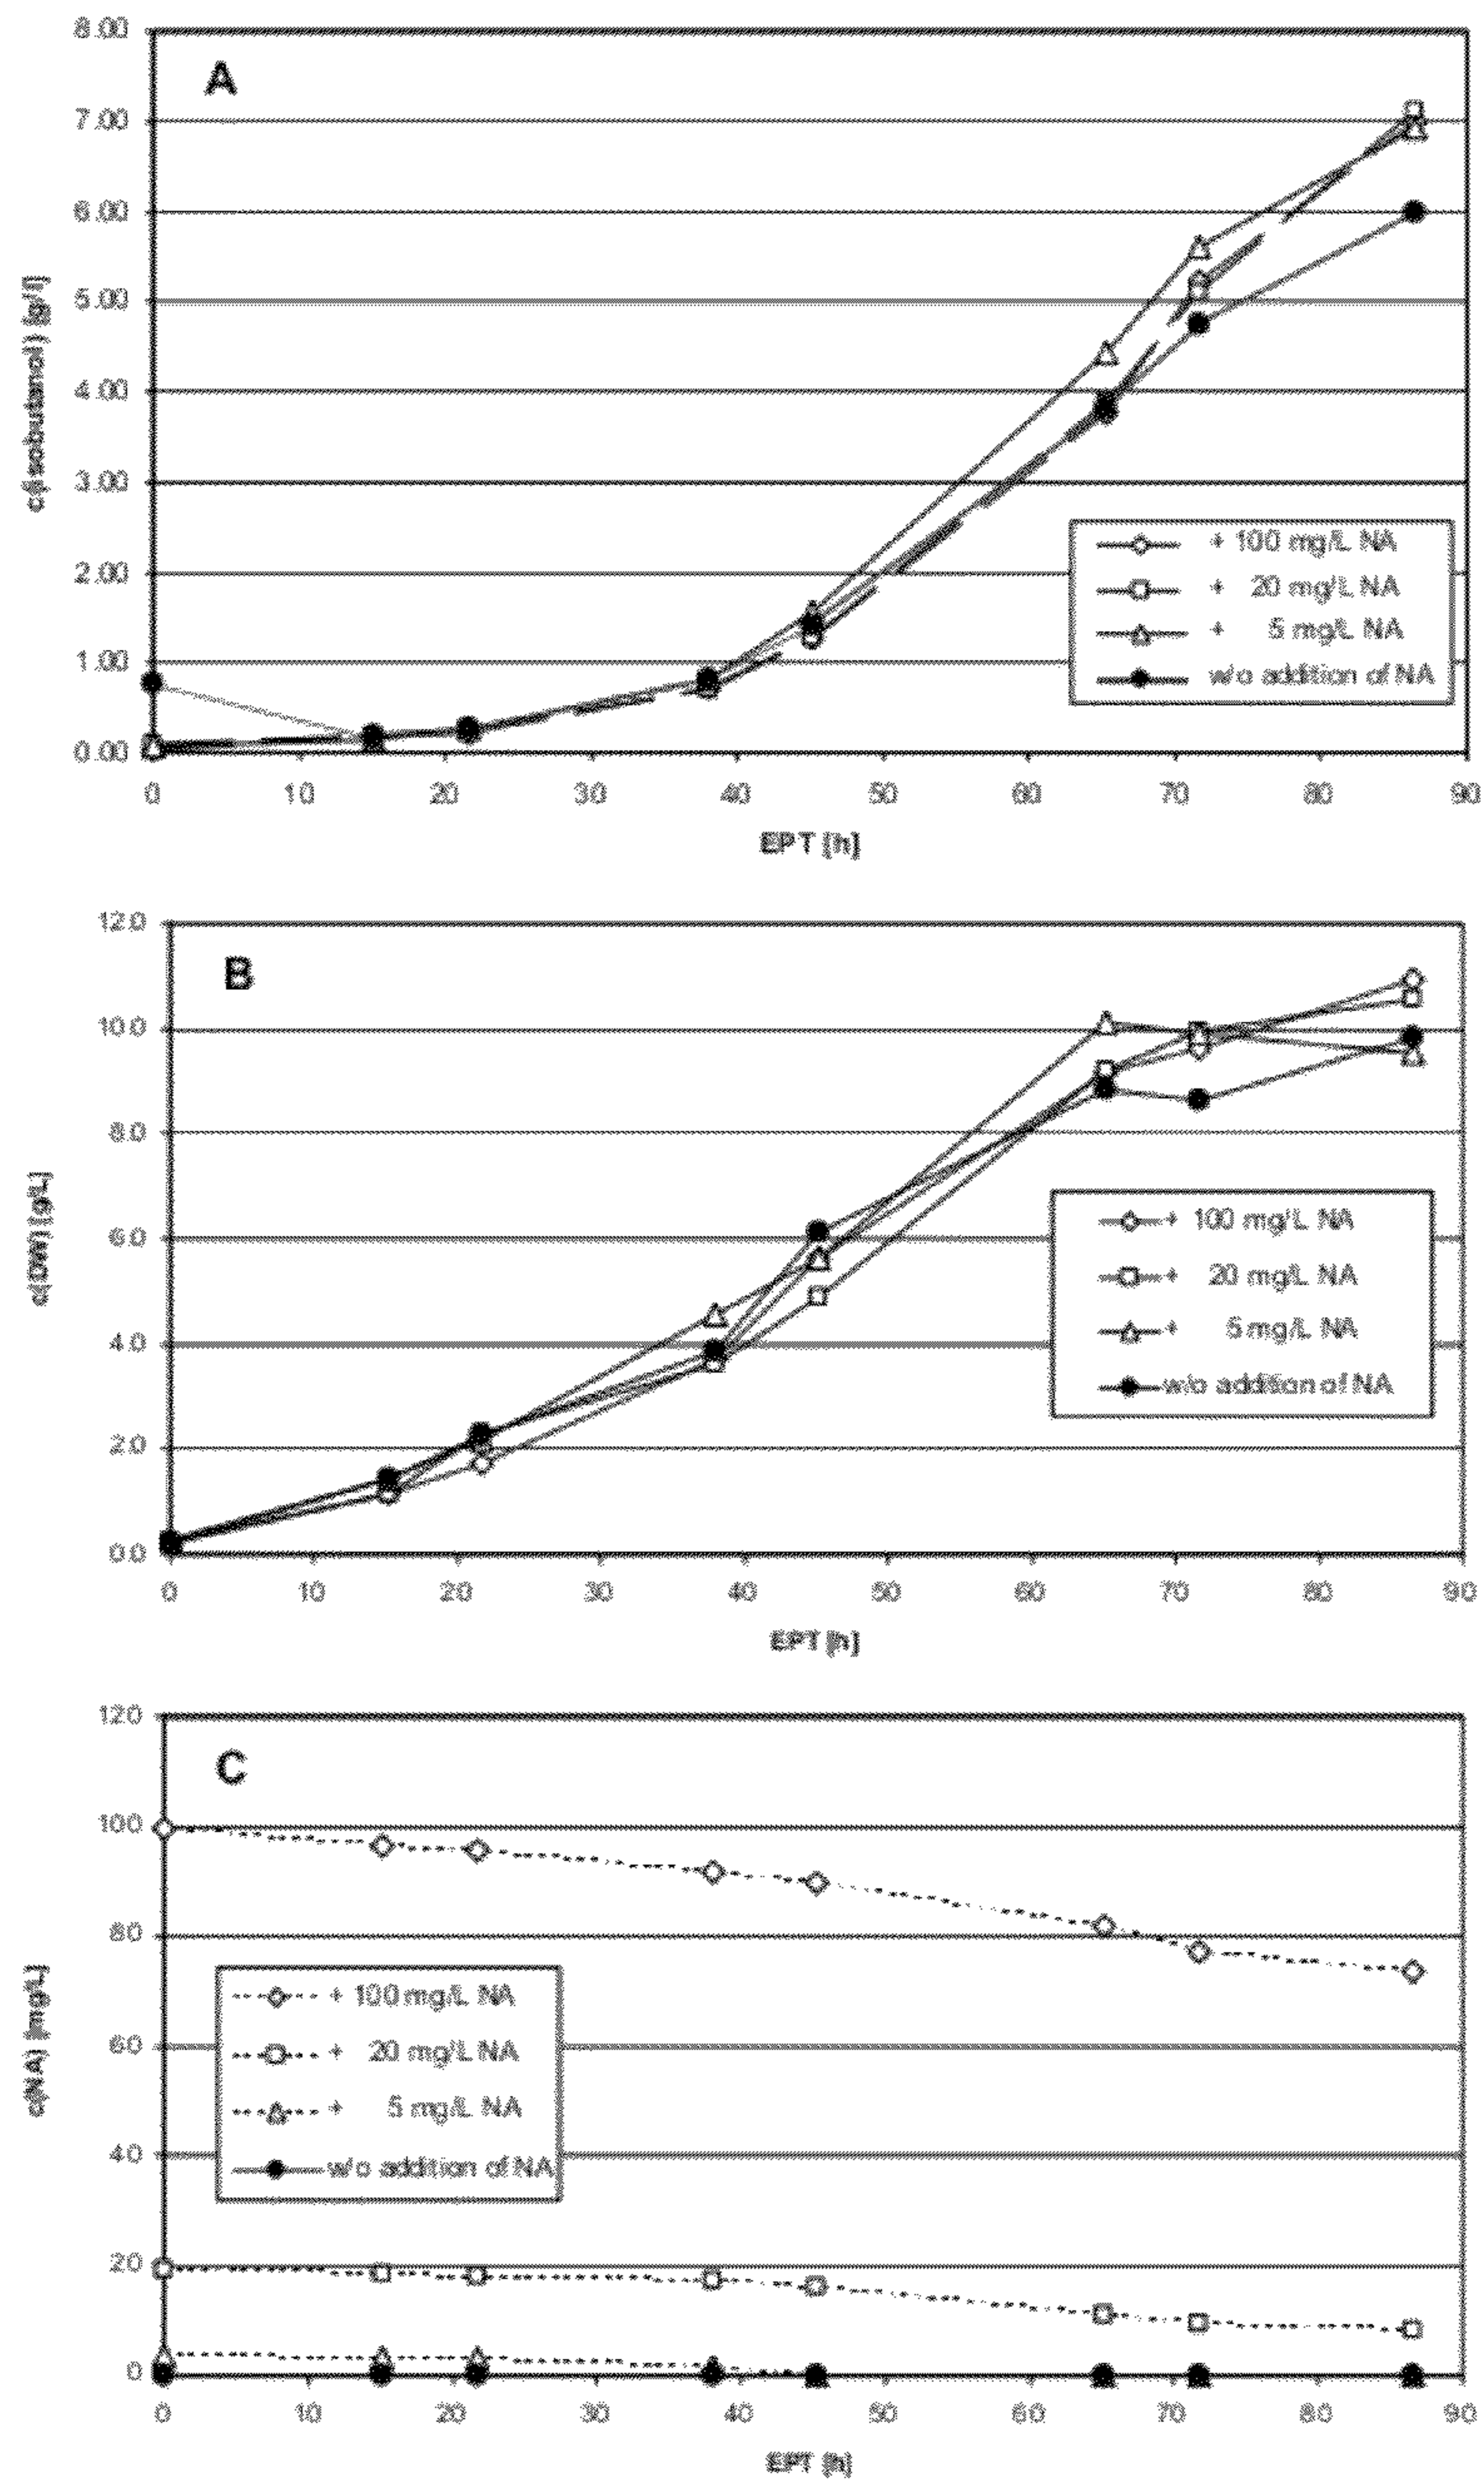 8.00
A
7.00
6.00
5.00
4.00
3.00
2.00
1.00
0.00
c(isobutanol) [g/l]
+ 100 mg/L NA
+ 20 mg/L NA
+ 5 mg/L NA
w/o addition of NA
0 10 20 30 40 50 60 70 80 90
EPT [h]
12.0
B
10.0
8.0
6.0
4.0
2.0
0.0
c(DW) [g/L]
+ 100 mg/L NA
+ 20 mg/L NA
+ 5 mg/L NA
w/o addition of NA
0 10 20 30 40 50 60 70 80 90
EPT [h]
120
C
100
80
60
40
20
0
c(NA) [mg/L]
+ 100 mg/L NA
+ 20 mg/L NA
+ 5 mg/L NA
w/o addition of NA
0 10 20 30 40 50 60 70 80 90
EPT [h]